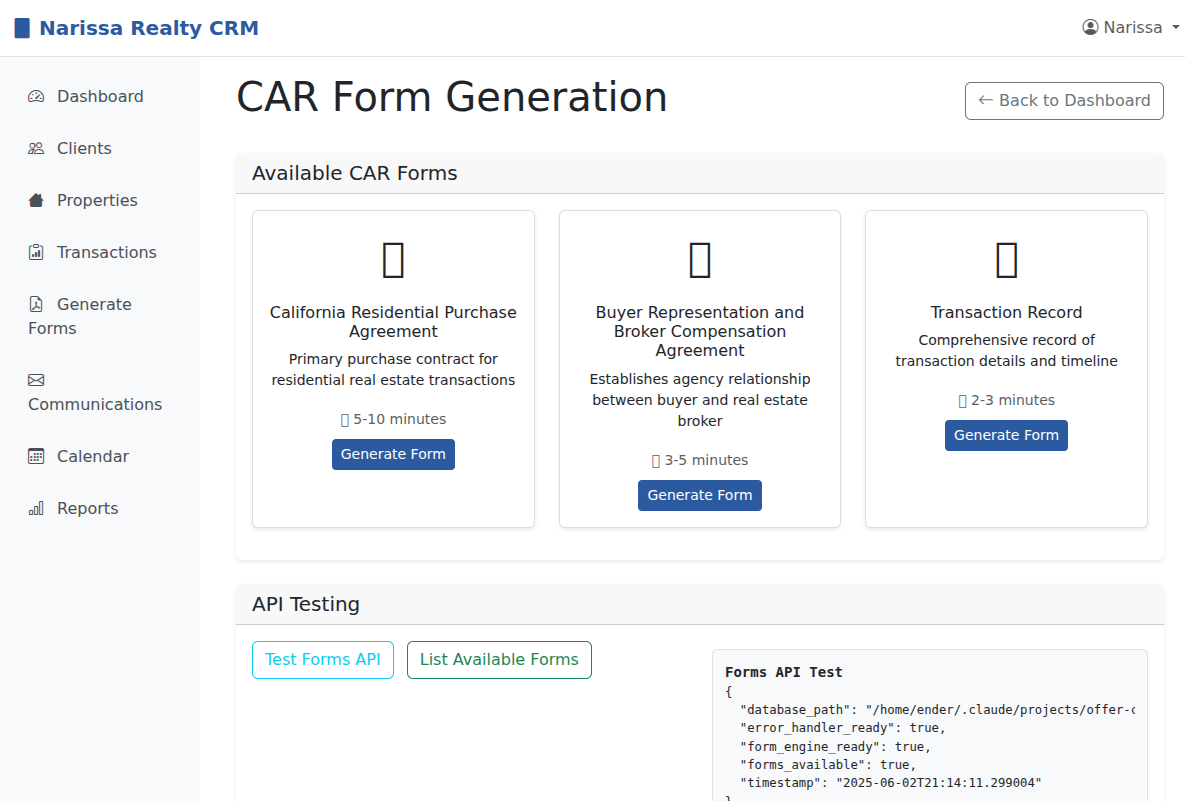 Narissa Realty CRM
Narissa
Dashboard
Clients
Properties
Transactions
Generate
Forms
Communications
Calendar
Reports
CAR Form Generation
← Back to Dashboard
Available CAR Forms
California Residential Purchase
Agreement
Primary purchase contract for
residential real estate transactions
5-10 minutes
Generate Form
Buyer Representation and
Broker Compensation
Agreement
Establishes agency relationship
between buyer and real estate
broker
3-5 minutes
Generate Form
Transaction Record
Comprehensive record of
transaction details and timeline
2-3 minutes
Generate Form
API Testing
Test Forms API
List Available Forms
Forms API Test
{
"database_path": "/home/ender/.claude/projects/offer-c
"error_handler_ready": true,
"form_engine_ready": true,
"forms_available": true,
"timestamp": "2025-06-02T21:14:11.299004"
}